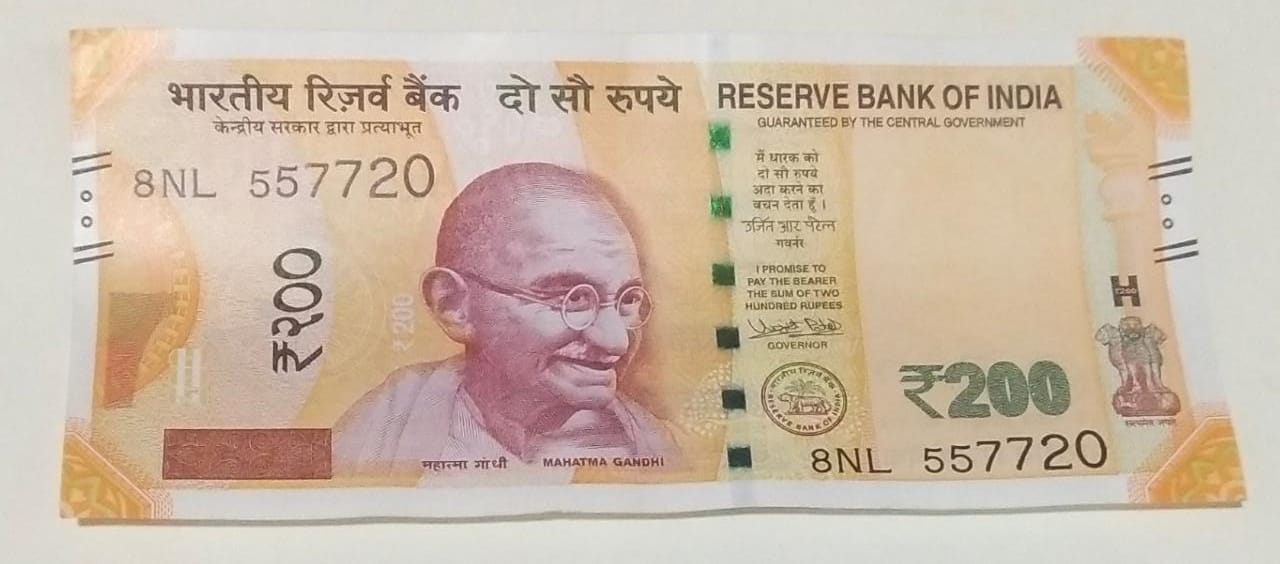 भारतीय रिज़र्व बैंक दो सौ रुपये RESERVE BANK OF INDIA
केन्द्रीय सरकार द्वारा प्रत्याभूत GUARANTEED BY THE CENTRAL GOVERNMENT
8NL 557720
₹२००
₹200
मैं धारक को
दो सौ रुपये
अदा करने का
वचन देता हूँ।
उर्जित आर पटेल
गवर्नर
I PROMISE TO
PAY THE BEARER
THE SUM OF TWO
HUNDRED RUPEES
GOVERNOR
भारतीय रिज़र्व बैंक
RESERVE BANK OF INDIA
H
₹200
₹200
सत्यमेव जयते
8NL 557720
महात्मा गांधी MAHATMA GANDHI